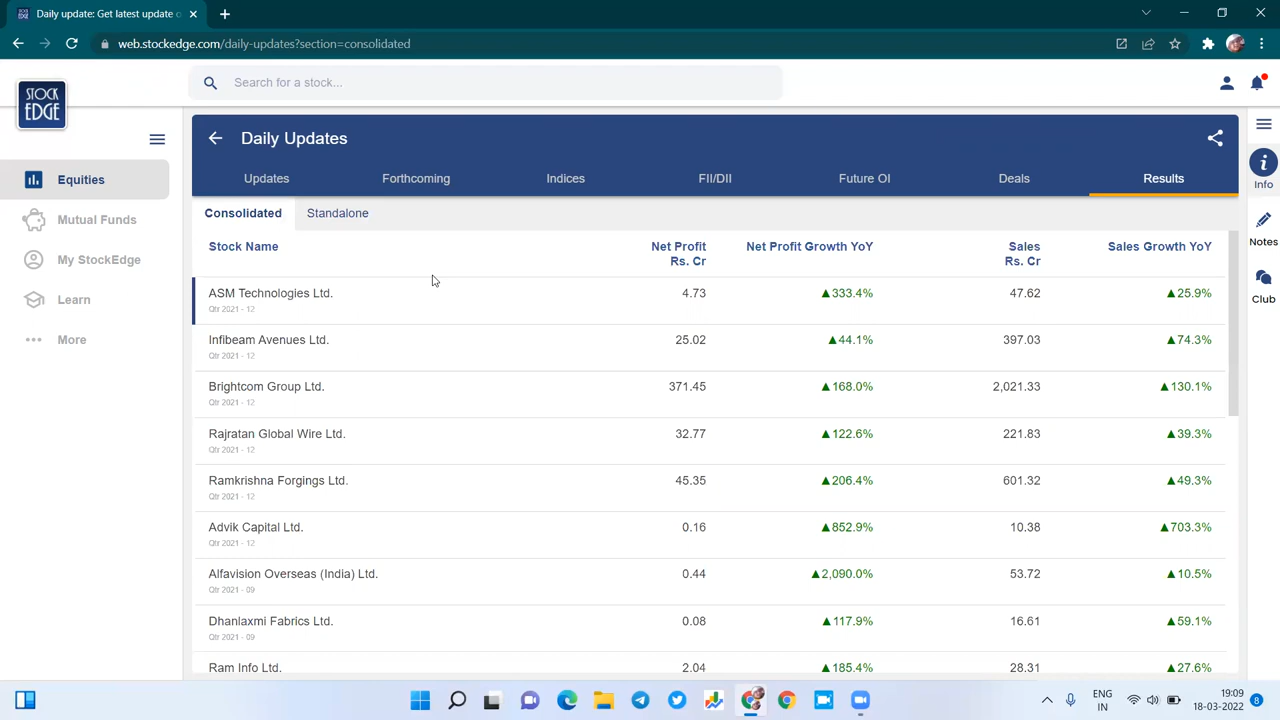 Daily update: Get latest update o
web.stockedge.com/daily-updates?section=consolidated
STOCK
EDGE
Search for a stock...
Daily Updates
Updates Forthcoming Indices FII/DII Future OI Deals Results
Consolidated Standalone
Equities
Mutual Funds
My StockEdge
Learn
More
Stock Name Net Profit Rs. Cr Net Profit Growth YoY Sales Rs. Cr Sales Growth YoY
ASM Technologies Ltd. 4.73 ▲333.4% 47.62 ▲25.9%
Qtr 2021 - 12
Infibeam Avenues Ltd. 25.02 ▲44.1% 397.03 ▲74.3%
Qtr 2021 - 12
Brightcom Group Ltd. 371.45 ▲168.0% 2,021.33 ▲130.1%
Qtr 2021 - 12
Rajratan Global Wire Ltd. 32.77 ▲122.6% 221.83 ▲39.3%
Qtr 2021 - 12
Ramkrishna Forgings Ltd. 45.35 ▲206.4% 601.32 ▲49.3%
Qtr 2021 - 12
Advik Capital Ltd. 0.16 ▲852.9% 10.38 ▲703.3%
Qtr 2021 - 12
Alfavision Overseas (India) Ltd. 0.44 ▲2,090.0% 53.72 ▲10.5%
Qtr 2021 - 09
Dhanlaxmi Fabrics Ltd. 0.08 ▲117.9% 16.61 ▲59.1%
Qtr 2021 - 09
Ram Info Ltd. 2.04 ▲185.4% 28.31 ▲27.6%
Info
Notes
Club
ENG
IN
19:09
18-03-2022
8